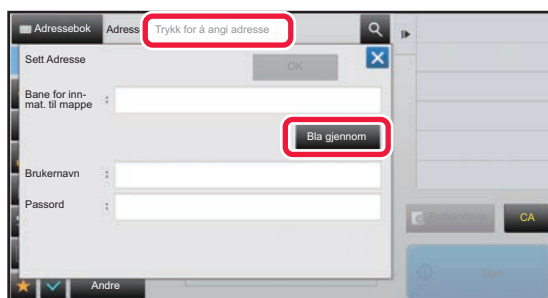 Adressebok Adress Trykk for å angi adresse
Sett Adresse OK
Bane for inn-
mat. til mappe :
Bla gjennom
Brukernavn :
Passord :
CA
Start
Andre